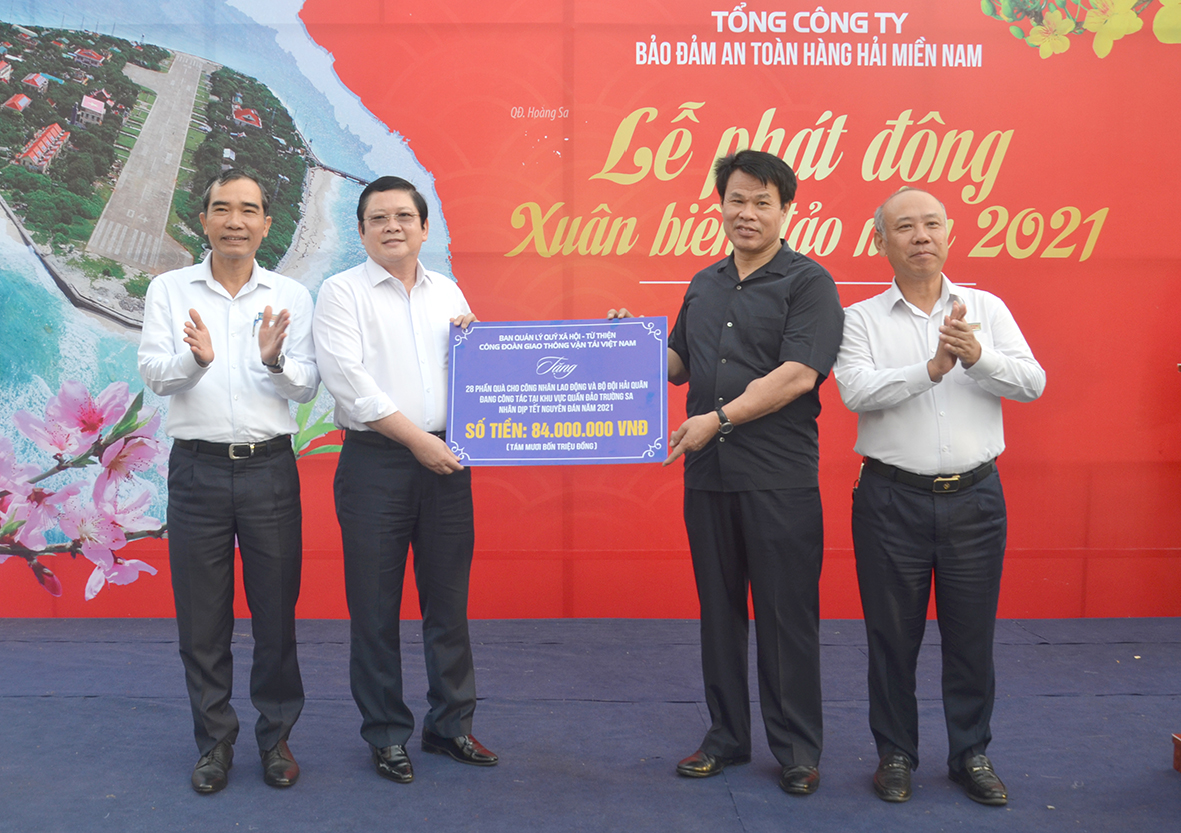 TỔNG CÔNG TY
BẢO ĐẢM AN TOÀN HÀNG HẢI MIỀN NAM
QĐ. Hoàng Sa
Lễ phát động
Xuân biên đảo năm 2021
BAN QUẢN LÝ QUỸ XÃ HỘI - TỪ THIỆN
CÔNG ĐOÀN GIAO THÔNG VẬN TẢI VIỆT NAM
Tặng
28 PHẦN QUÀ CHO CÔNG NHÂN LAO ĐỘNG VÀ BỘ ĐỘI HẢI QUÂN
ĐANG CÔNG TÁC TẠI KHU VỰC QUẦN ĐẢO TRƯỜNG SA
NHÂN DỊP TẾT NGUYÊN ĐÁN NĂM 2021
SỐ TIỀN: 84.000.000 VNĐ
( TÁM MƯƠI BỐN TRIỆU ĐỒNG )